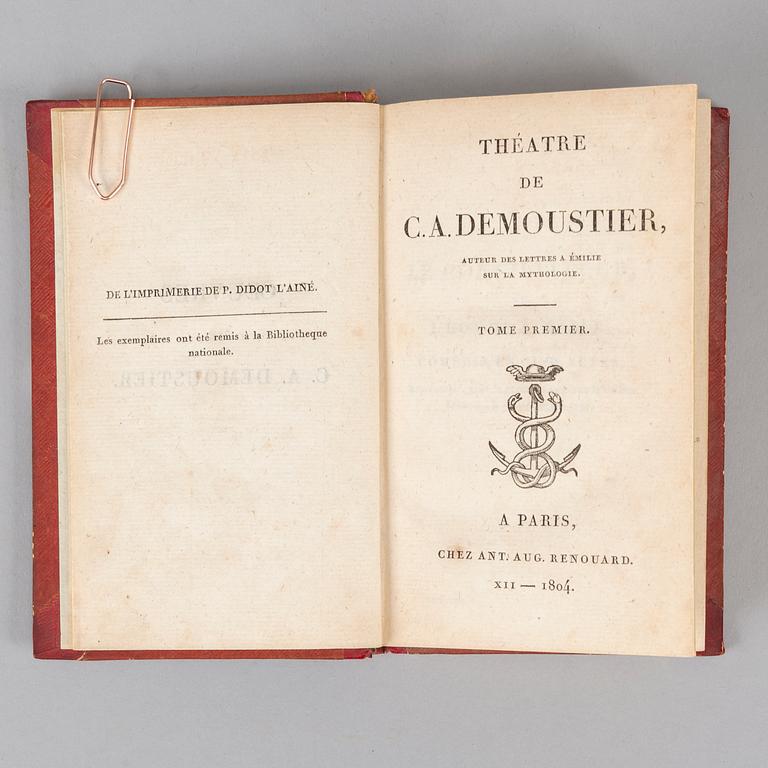 DE L'IMPRIMERIE DE P. DIDOT L'AINÉ.
Les exemplaires ont été remis à la Bibliotheque
nationale.
THÉATRE
DE
C. A. DEMOUSTIER,
AUTEUR DES LETTRES A ÉMILIE
SUR LA MYTHOLOGIE.
TOME PREMIER.
A PARIS,
CHEZ ANT. AUG. RENOUARD.
XII — 1804.